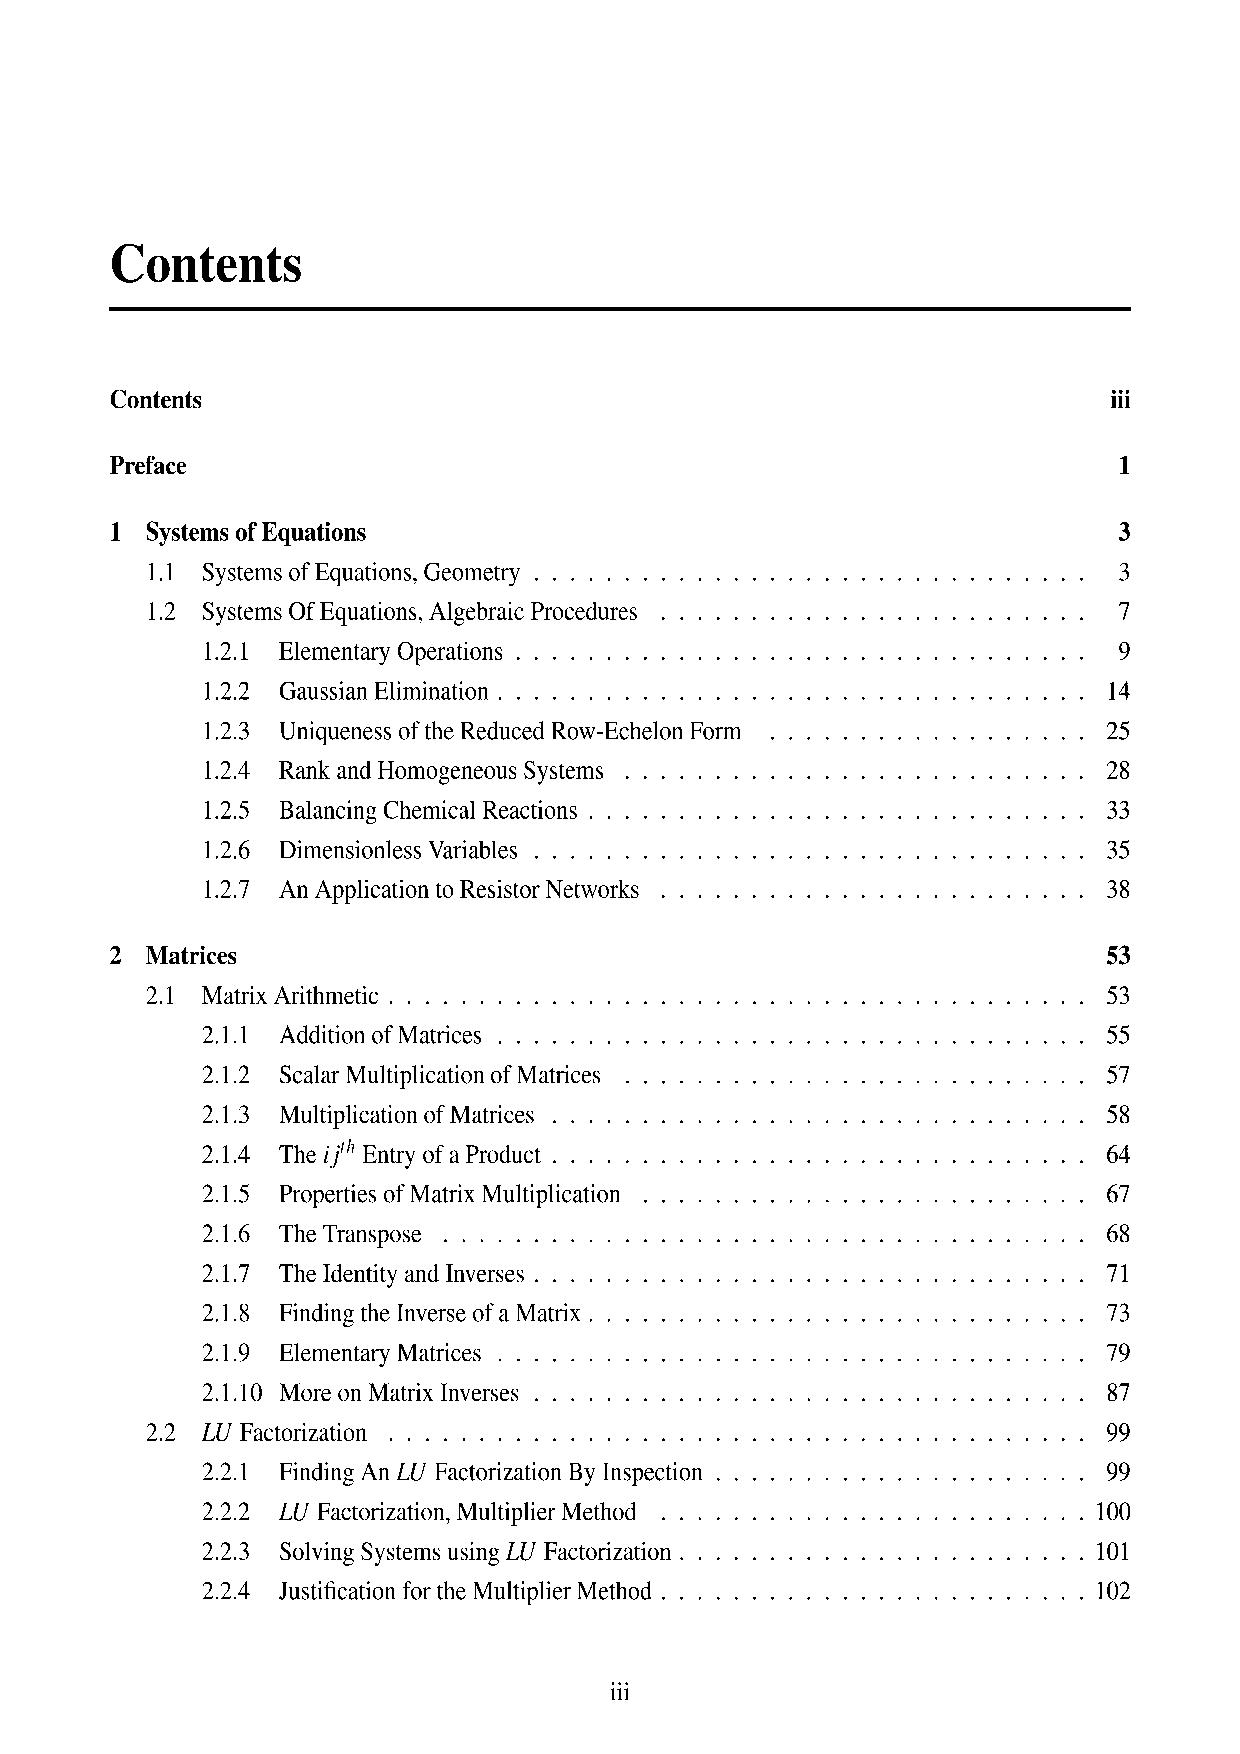 Contents
Contents iii
Preface 1
1 Systems of Equations 3
1.1 Systems of Equations, Geometry . . . . . . . . . . . . . . . . . . . . . . . . . . . . . . . 3
1.2 Systems Of Equations, Algebraic Procedures . . . . . . . . . . . . . . . . . . . . . . . . 7
1.2.1 Elementary Operations . . . . . . . . . . . . . . . . . . . . . . . . . . . . . . . . 9
1.2.2 Gaussian Elimination . . . . . . . . . . . . . . . . . . . . . . . . . . . . . . . . . 14
1.2.3 Uniqueness of the Reduced Row-Echelon Form . . . . . . . . . . . . . . . . . . 25
1.2.4 Rank and Homogeneous Systems . . . . . . . . . . . . . . . . . . . . . . . . . . 28
1.2.5 Balancing Chemical Reactions . . . . . . . . . . . . . . . . . . . . . . . . . . . . 33
1.2.6 Dimensionless Variables . . . . . . . . . . . . . . . . . . . . . . . . . . . . . . . 35
1.2.7 An Application to Resistor Networks . . . . . . . . . . . . . . . . . . . . . . . . 38
2 Matrices 53
2.1 Matrix Arithmetic . . . . . . . . . . . . . . . . . . . . . . . . . . . . . . . . . . . . . . . 53
2.1.1 Addition of Matrices . . . . . . . . . . . . . . . . . . . . . . . . . . . . . . . . . 55
2.1.2 Scalar Multiplication of Matrices . . . . . . . . . . . . . . . . . . . . . . . . . . 57
2.1.3 Multiplication of Matrices . . . . . . . . . . . . . . . . . . . . . . . . . . . . . . 58
2.1.4 The ij^th Entry of a Product . . . . . . . . . . . . . . . . . . . . . . . . . . . . . . 64
2.1.5 Properties of Matrix Multiplication . . . . . . . . . . . . . . . . . . . . . . . . . 67
2.1.6 The Transpose . . . . . . . . . . . . . . . . . . . . . . . . . . . . . . . . . . . . 68
2.1.7 The Identity and Inverses . . . . . . . . . . . . . . . . . . . . . . . . . . . . . . . 71
2.1.8 Finding the Inverse of a Matrix . . . . . . . . . . . . . . . . . . . . . . . . . . . . 73
2.1.9 Elementary Matrices . . . . . . . . . . . . . . . . . . . . . . . . . . . . . . . . . 79
2.1.10 More on Matrix Inverses . . . . . . . . . . . . . . . . . . . . . . . . . . . . . . . 87
2.2 LU Factorization . . . . . . . . . . . . . . . . . . . . . . . . . . . . . . . . . . . . . . . 99
2.2.1 Finding An LU Factorization By Inspection . . . . . . . . . . . . . . . . . . . . . 99
2.2.2 LU Factorization, Multiplier Method . . . . . . . . . . . . . . . . . . . . . . . . 100
2.2.3 Solving Systems using LU Factorization . . . . . . . . . . . . . . . . . . . . . . . 101
2.2.4 Justification for the Multiplier Method . . . . . . . . . . . . . . . . . . . . . . . . 102
iii